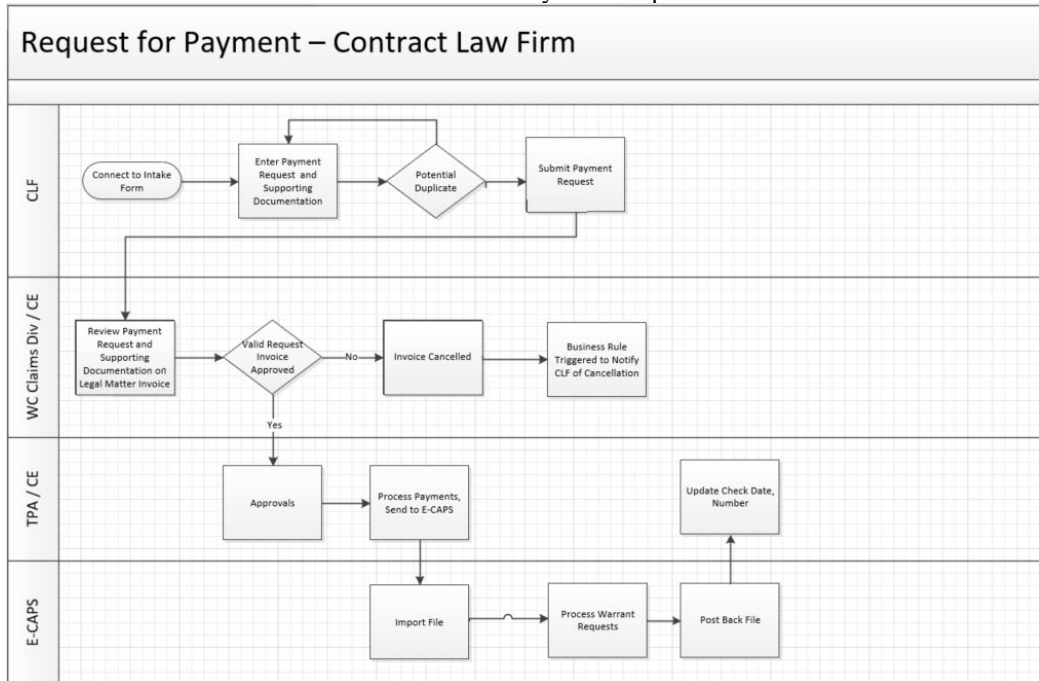 Request for Payment – Contract Law Firm
CLF
Connect to Intake
Form
Enter Payment
Request and
Supporting
Documentation
Potential
Duplicate
Submit Payment
Request
WC Claims Div / CE
Review Payment
Request and
Supporting
Documentation on
Legal Matter Invoice
Valid Request
Invoice
Approved
No
Invoice Cancelled
Business Rule
Triggered to Notify
CLF of Cancellation
Yes
TPA / CE
Approvals
Process Payments,
Send to E-CAPS
Update Check Date,
Number
E-CAPS
Import File
Process Warrant
Requests
Post Back File